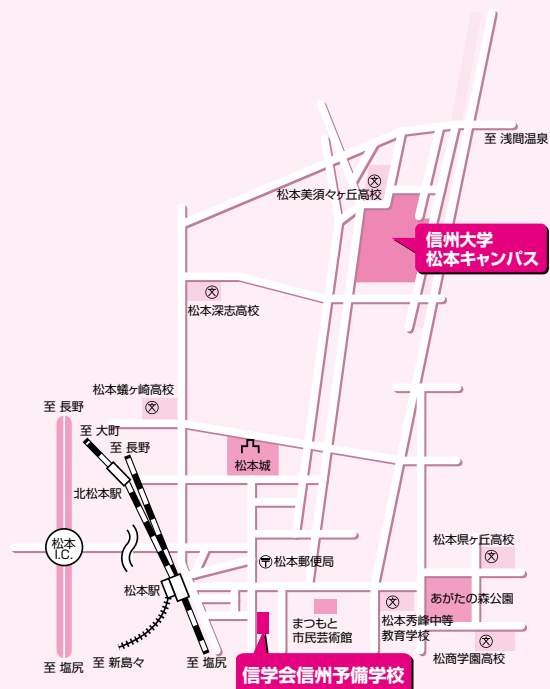 至 浅間温泉
松本美須々ヶ丘高校
信州大学
松本キャンパス
松本深志高校
松本蟻ヶ崎高校
至 長野
至 大町
至 長野
松本城
北松本駅
松本
I.C.
松本郵便局
松本県ヶ丘高校
松本駅
あがたの森公園
まつもと
市民芸術館
松本秀峰中等
教育学校
松商学園高校
至 塩尻
至 新島々
至 塩尻
信学会信州予備学校